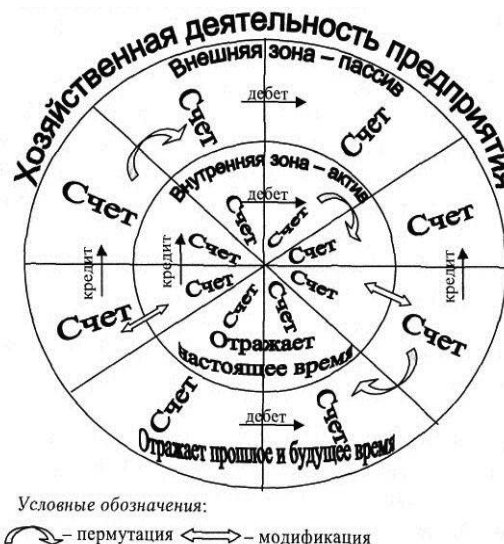 Хозяйственная деятельность предприятия
Внешняя зона – пассив
дебет
Счет
Счет
Внутренняя зона – актив
дебет
Счет
Счет
Счет
Счет
Счет
Счет
кредит
кредит
кредит
Счет
Счет
Счет
Счет
Счет
Счет
Отражает
настоящее время
Счет
дебет
Счет
Отражает прошлое и будущее время
Условные обозначения:
– пермутация – модификация